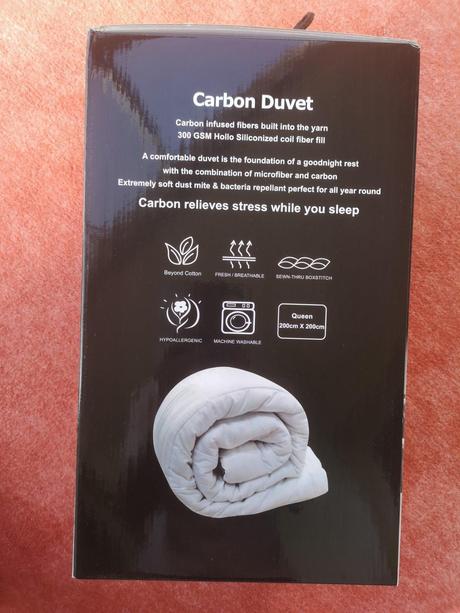 Carbon Duvet
Carbon infused fibers built into the yarn
300 GSM Hollo Siliconized coil fiber fill
A comfortable duvet is the foundation of a goodnight rest
with the combination of microfiber and carbon
Extremely soft dust mite & bacteria repellant perfect for all year round
Carbon relieves stress while you sleep
Beyond Cotton
FRESH / BREATHABLE
SEWN-THRU BOXSTITCH
HYPOALLERGENIC
MACHINE WASHABLE
Queen
200cm X 200cm